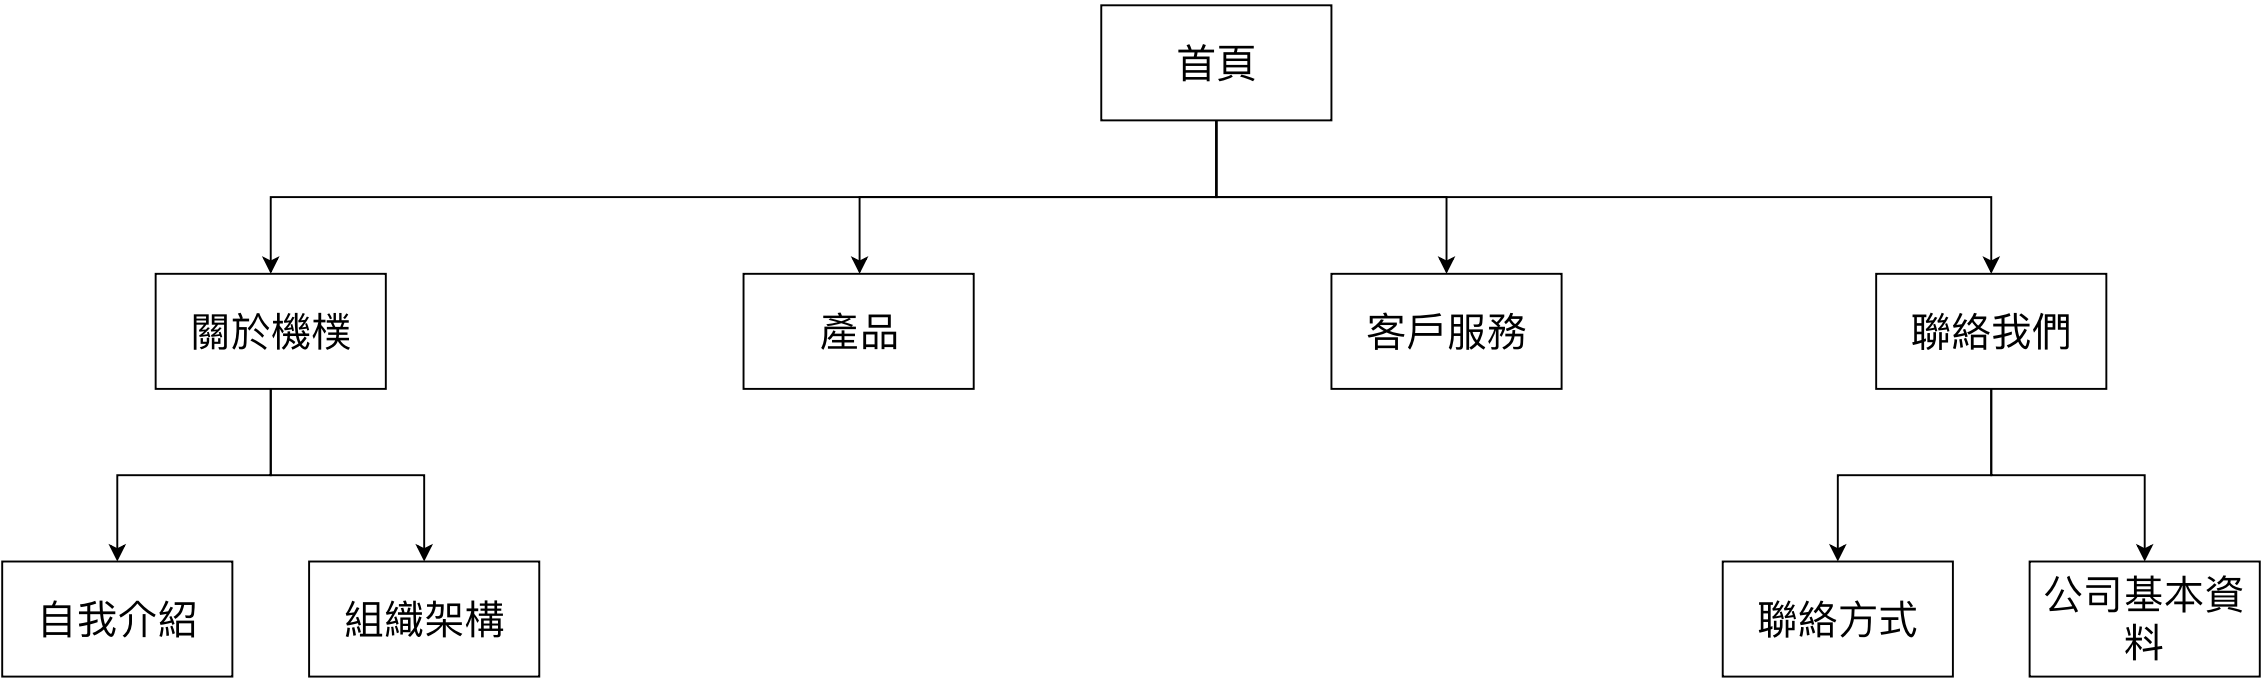 首頁
關於機樸
產品
客戶服務
聯絡我們
自我介紹
組織架構
聯絡方式
公司基本資
料